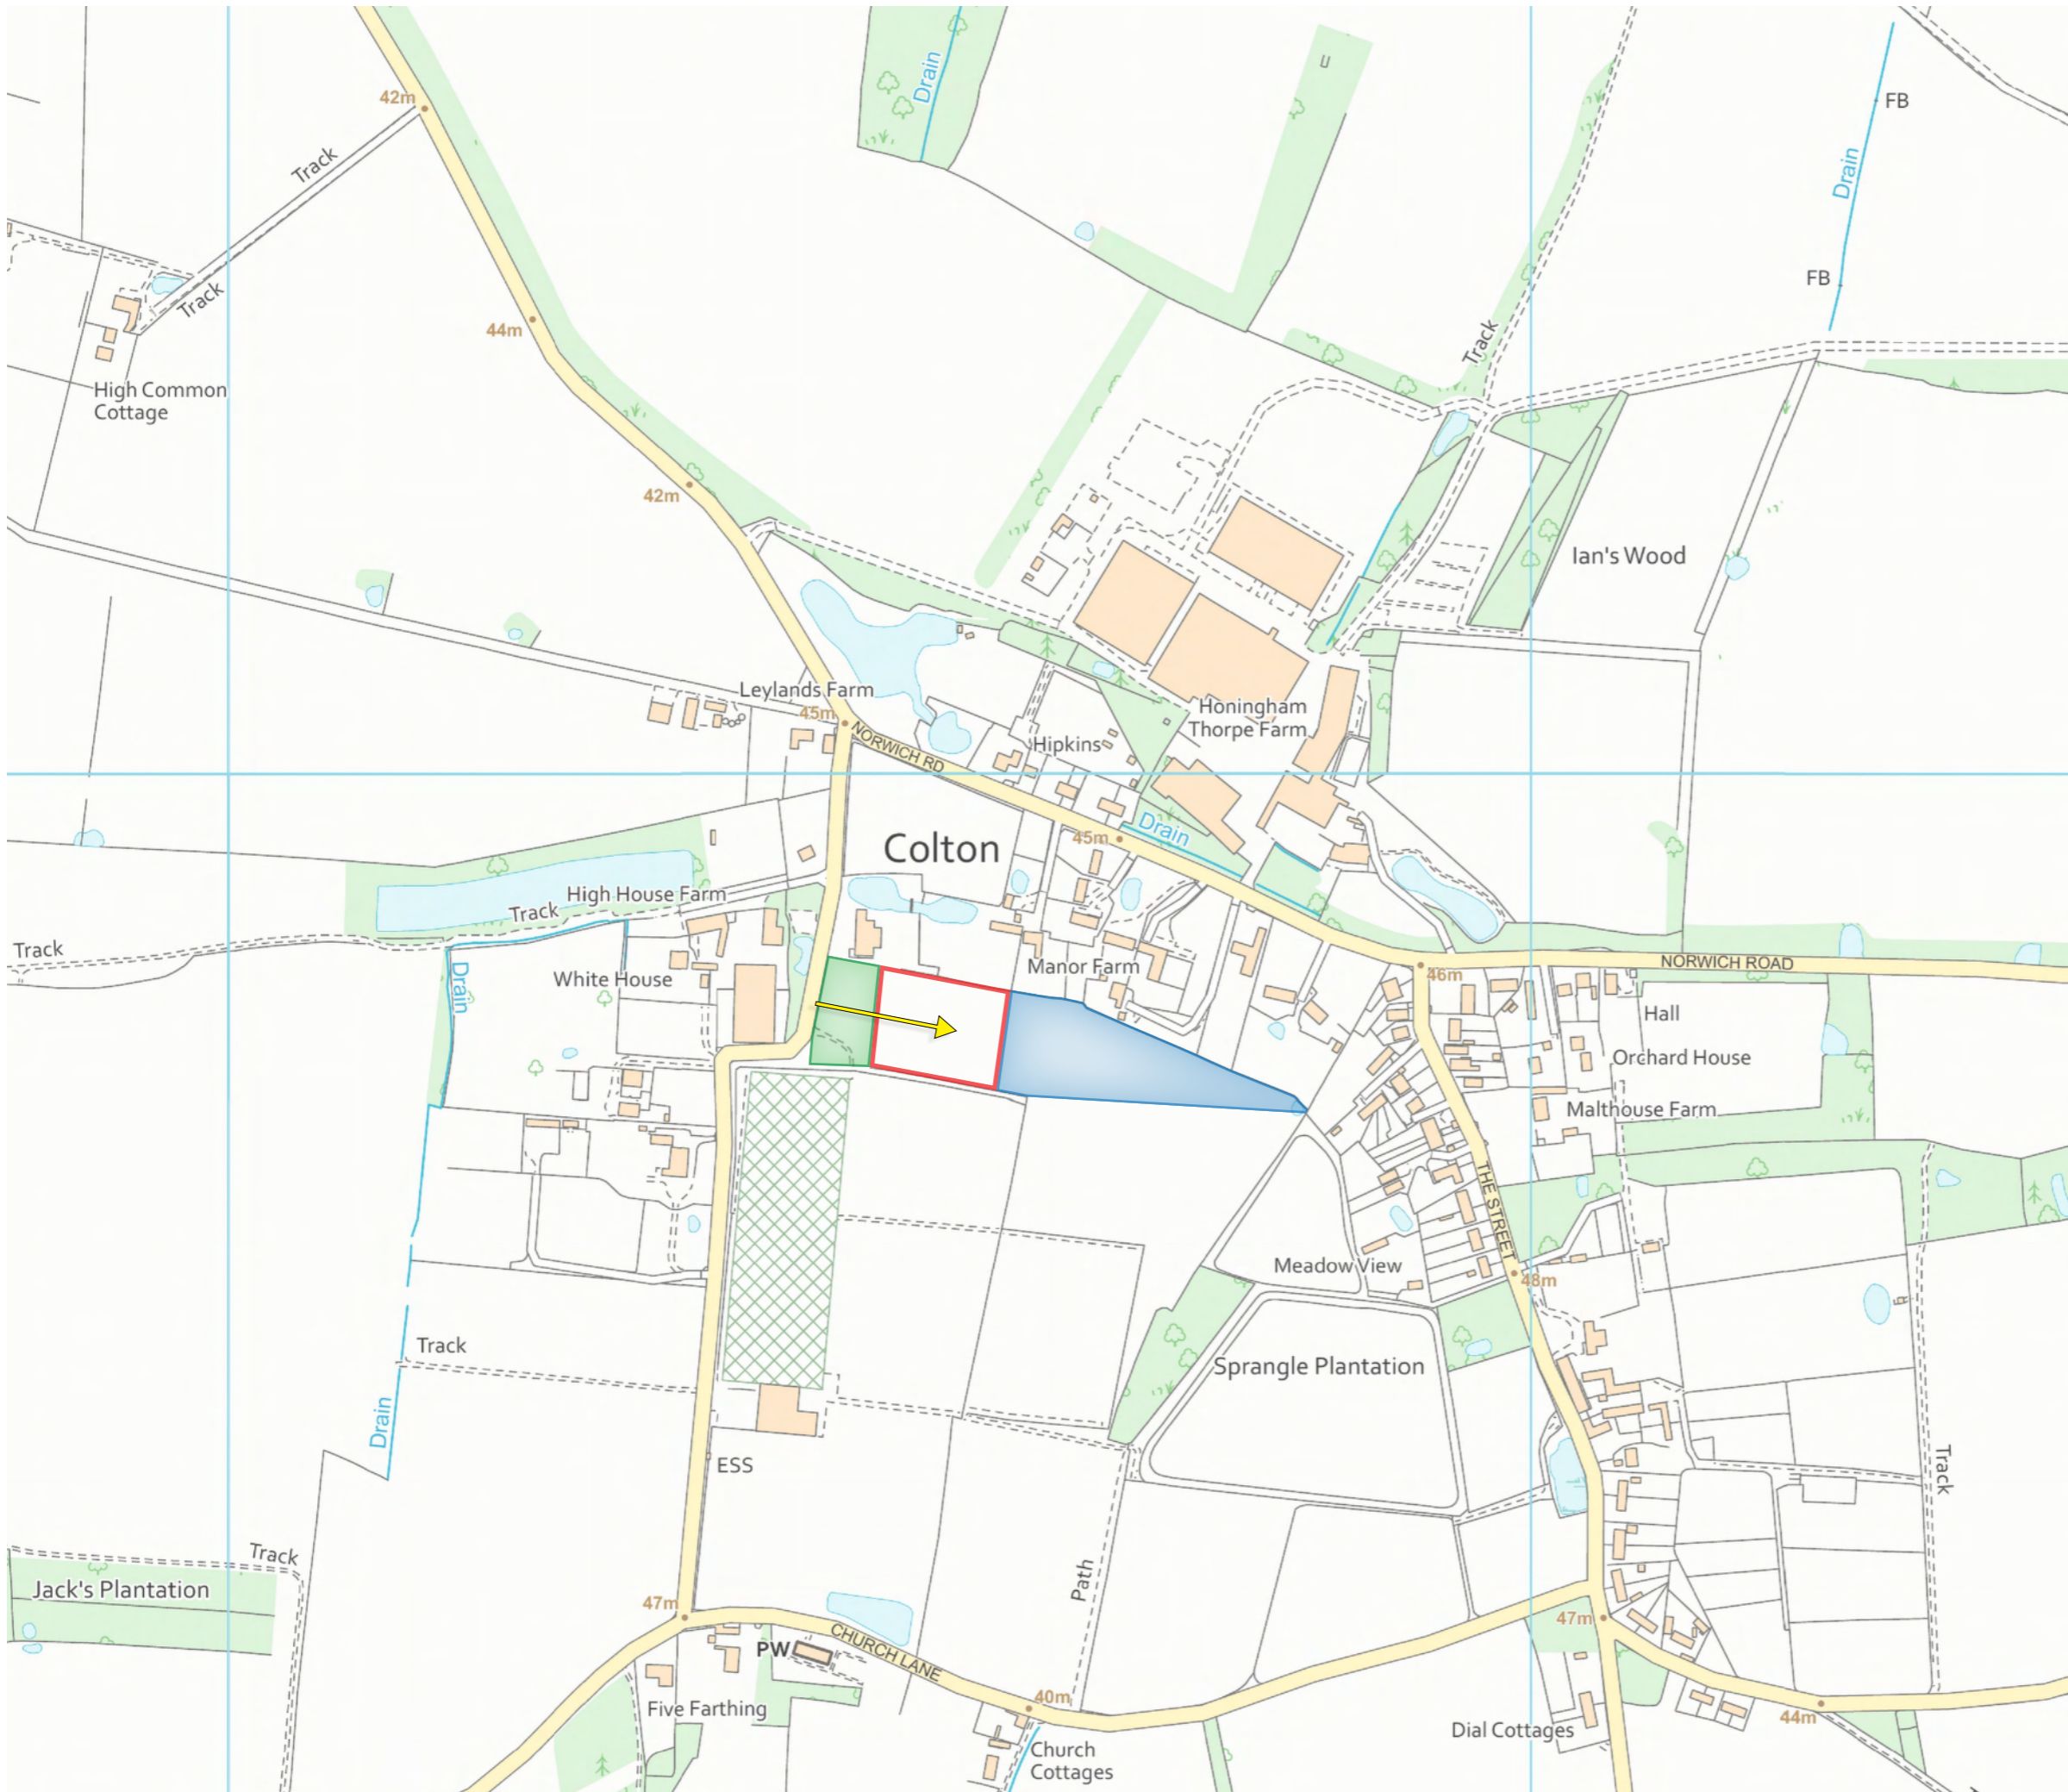 Drain
42m
FB
Track
Drain
FB
Track
44m
Track
High Common
Cottage
42m
Ian's Wood
Leylands Farm
45m
Honingham
Thorpe Farm
NORWICH RD
Hipkins
Colton
45m
Drain
High House Farm
Track
Track
White House
Drain
Manor Farm
46m
NORWICH ROAD
Hall
Orchard House
Malthouse Farm
THE STREET
Meadow View
48m
Track
Sprangle Plantation
Drain
ESS
Track
Track
Jack's Plantation
Path
47m
PW
CHURCH LANE
47m
Five Farthing
40m
Dial Cottages
44m
Church
Cottages